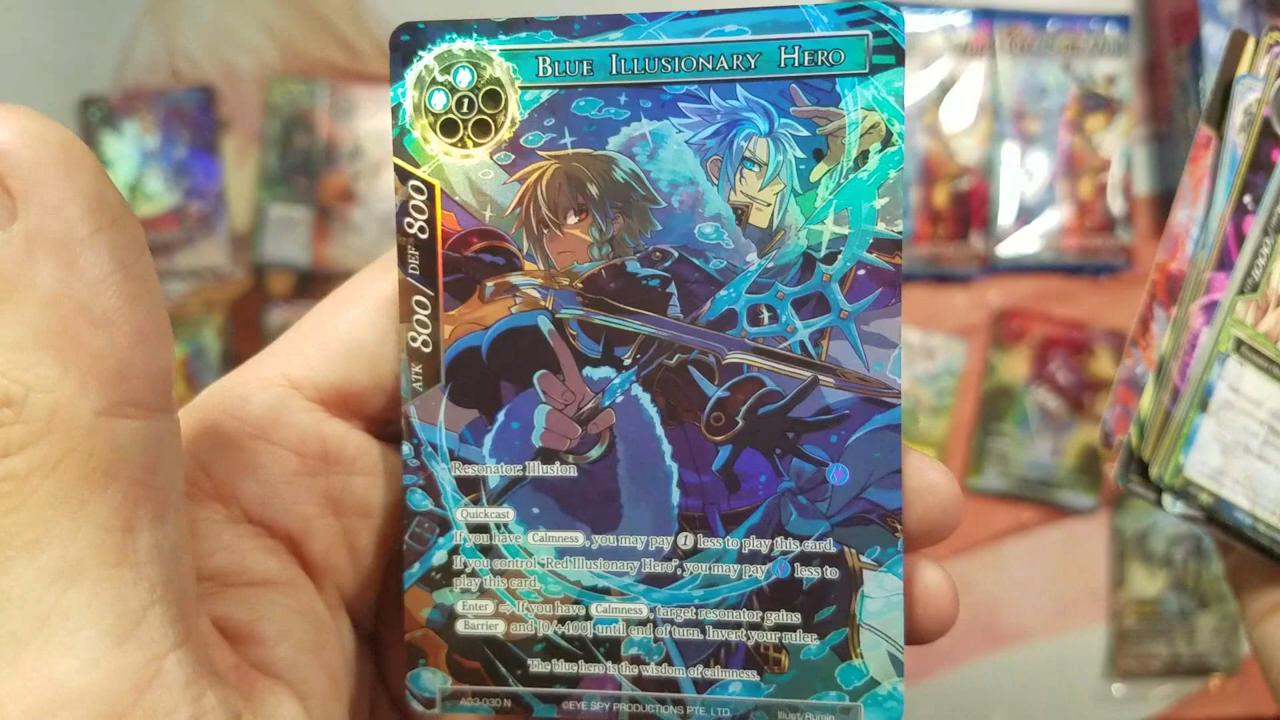 BLUE ILLUSIONARY HERO
1
ATK 800 / DEF 800
Resonator: Illusion
Quickcast
If you have Calmness, you may pay 1 less to play this card.
If you control "Red Illusionary Hero", you may pay less to
play this card.
Enter ⇒ If you have Calmness, target resonator gains
Barrier and [0/+400] until end of turn. Invert your ruler.
The blue hero is the wisdom of calmness.
AO3-030 N
©EYE SPY PRODUCTIONS PTE. LTD.
Illust/Rumin
1000